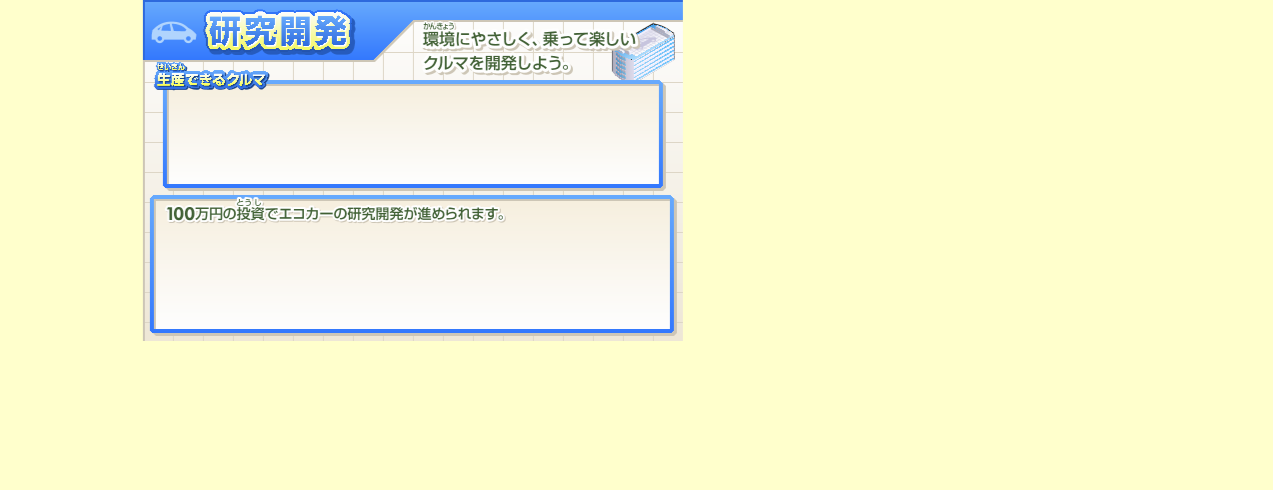 研究開発
かんきょう
環境にやさしく、乗って楽しい
クルマを開発しよう。
せいさん
生産できるクルマ
とうし
100万円の投資でエコカーの研究開発が進められます。